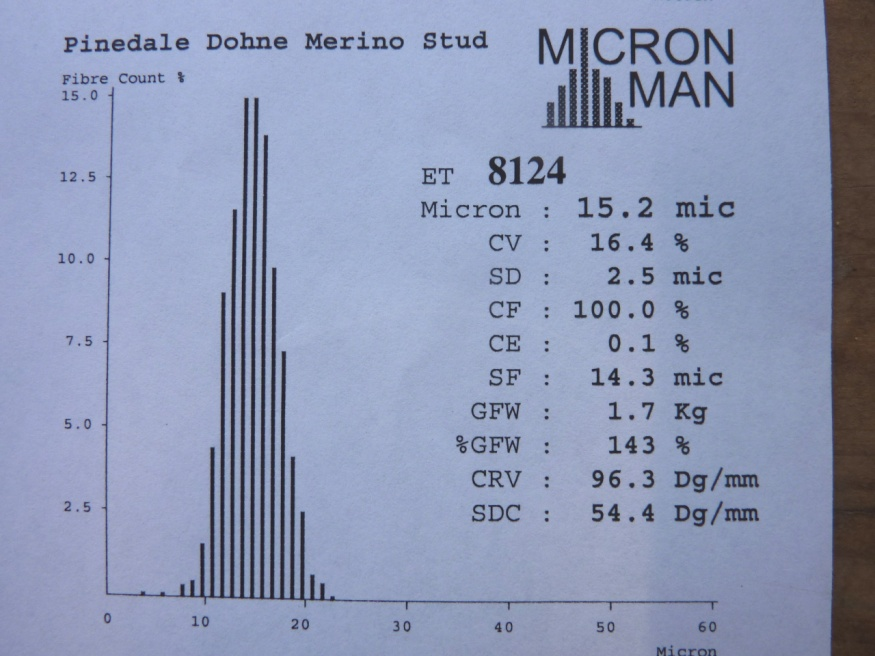 Pinedale Dohne Merino Stud
MICRON
MAN
Fibre Count %
15.0
12.5
10.0
7.5
5.0
2.5
0 10 20 30 40 50 60
Micron
ET 8124
Micron : 15.2 mic
CV : 16.4 %
SD : 2.5 mic
CF : 100.0 %
CE : 0.1 %
SF : 14.3 mic
GFW : 1.7 Kg
%GFW : 143 %
CRV : 96.3 Dg/mm
SDC : 54.4 Dg/mm